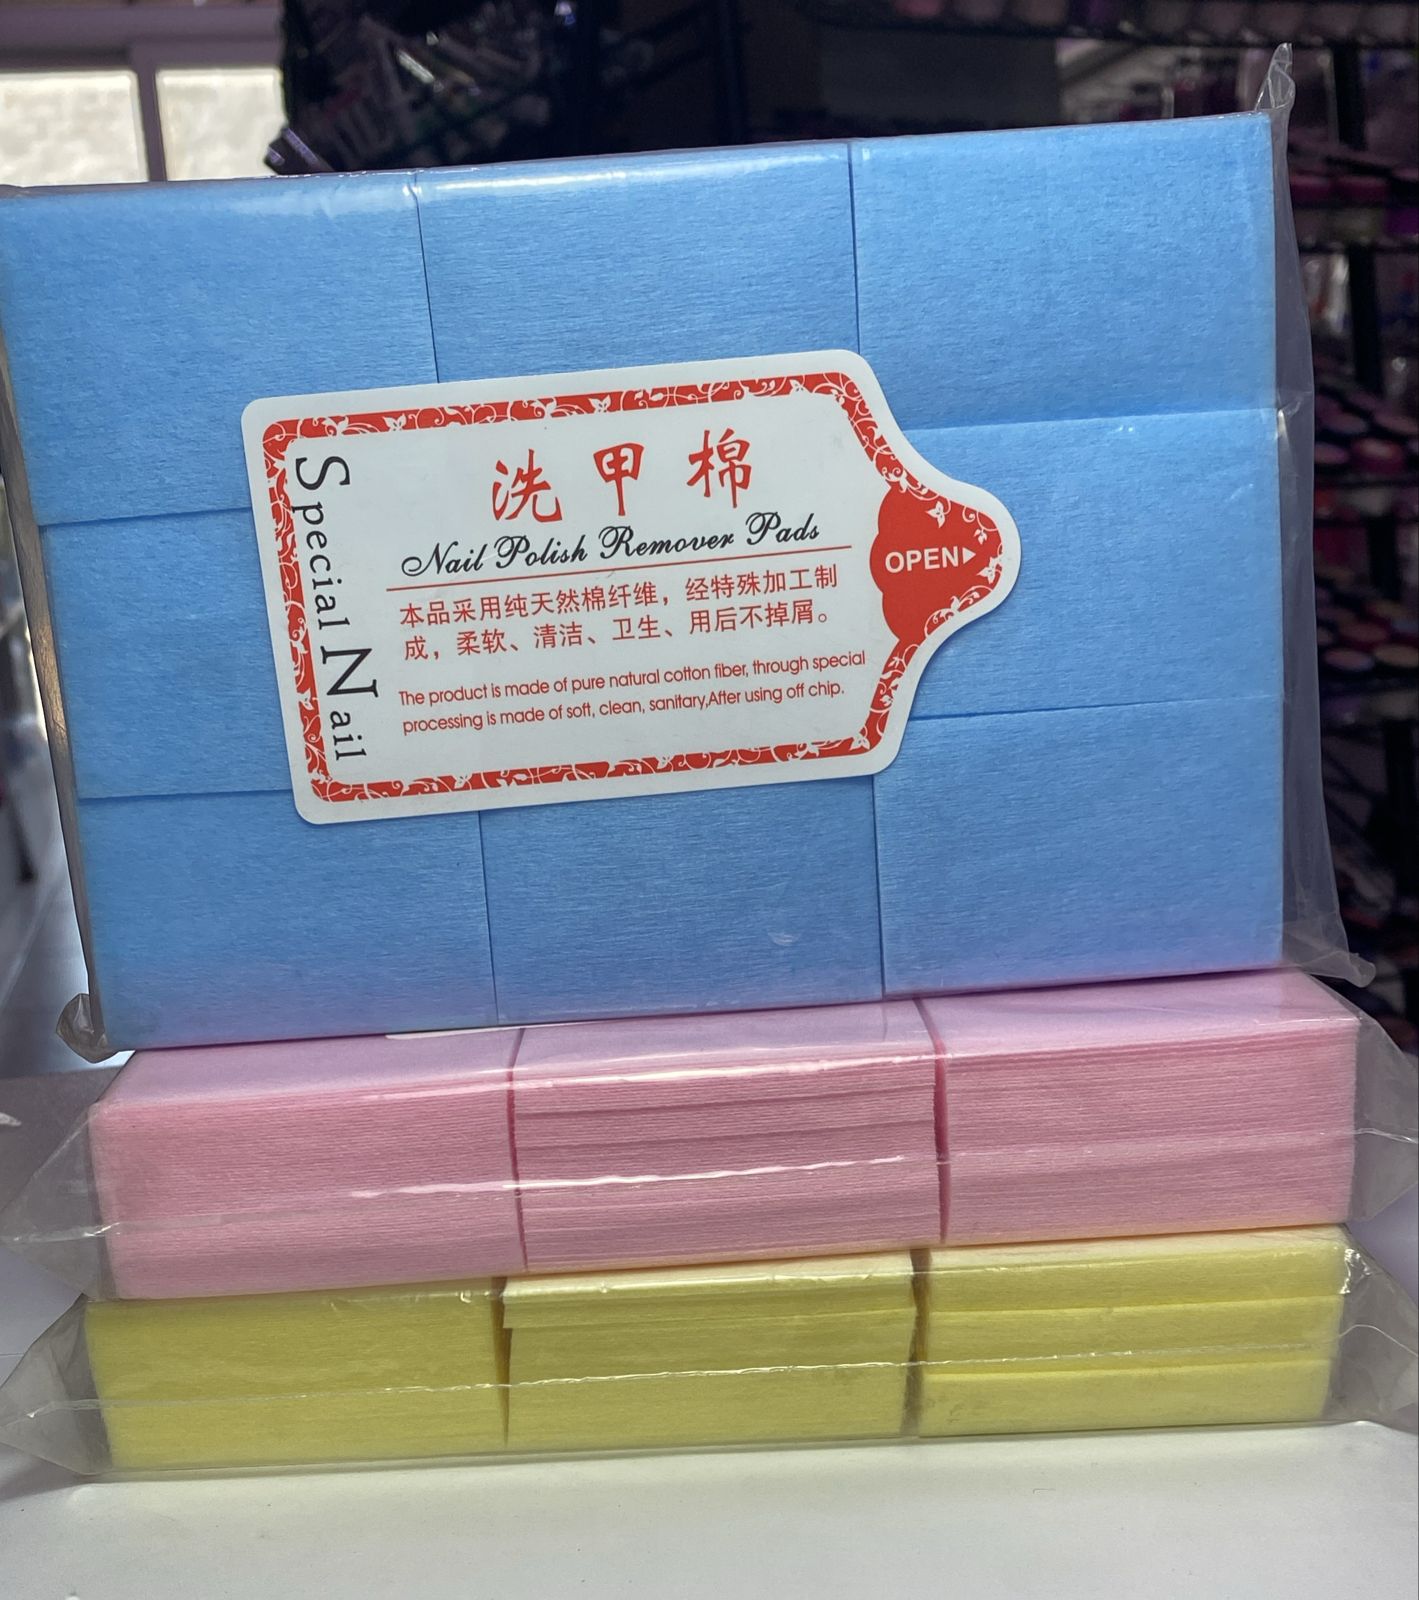 Special Nail
洗甲棉
Nail Polish Remover Pads
本品采用纯天然棉纤维，经特殊加工制
成，柔软、清洁、卫生、用后不掉屑。
The product is made of pure natural cotton fiber, through special
processing is made of soft, clean, sanitary,After using off chip.
OPEN▸